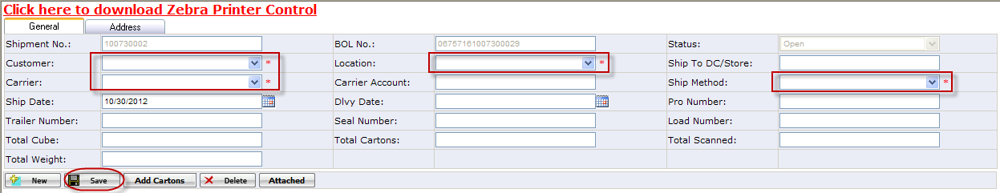 Click here to download Zebra Printer Control
General Address
Shipment No.: 100730002 BOL No.: 06757161007300029 Status: Open
Customer: * Location: * Ship To DC/Store:
Carrier: * Carrier Account: Ship Method: *
Ship Date: 10/30/2012 Dlvy Date: Pro Number:
Trailer Number: Seal Number: Load Number:
Total Cube: Total Cartons: Total Scanned:
Total Weight:
New Save Add Cartons Delete Attached